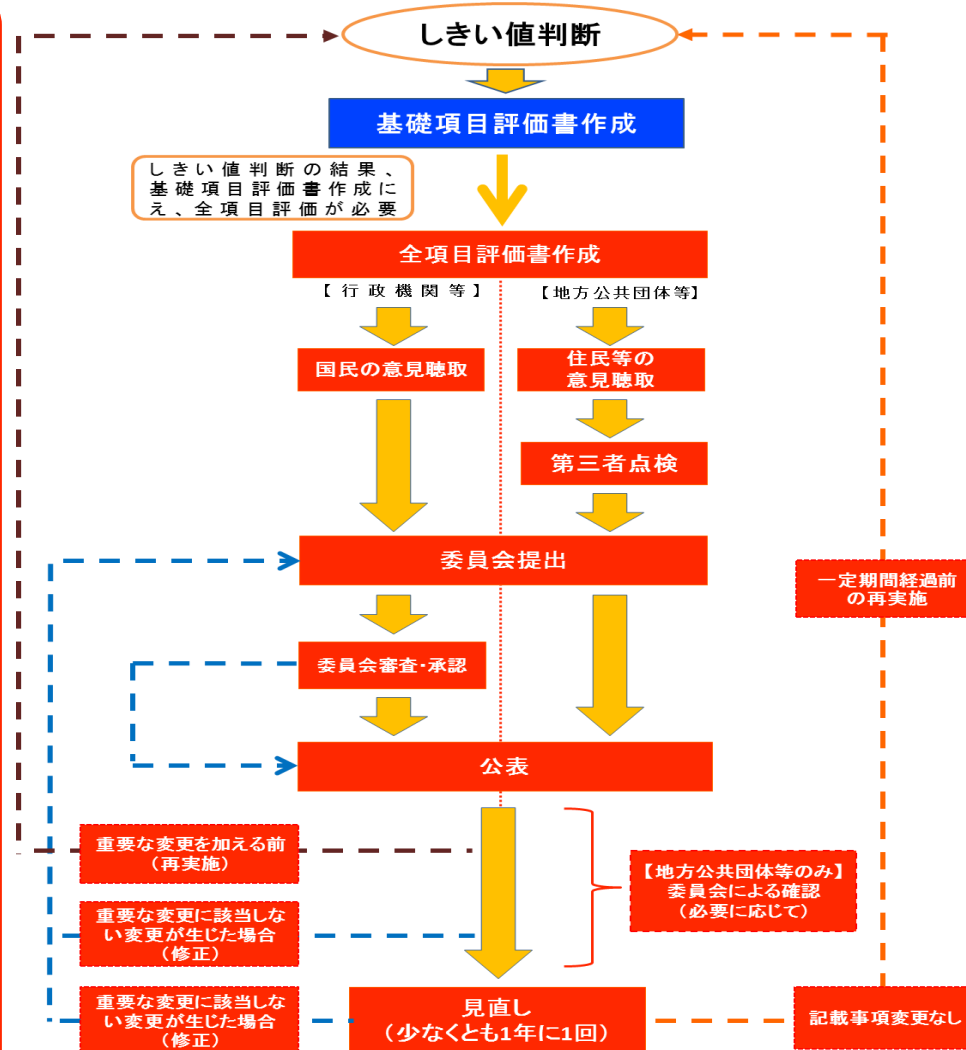 しきい値判断
基礎項目評価書作成
しきい値判断の結果、
基礎項目評価書作成に
え、全項目評価が必要
全項目評価書作成
【行政機関等】
【地方公共団体等】
国民の意見聴取
住民等の
意見聴取
第三者点検
委員会提出
一定期間経過前
の再実施
委員会審査・承認
公表
重要な変更を加える前
（再実施）
【地方公共団体等のみ】
委員会による確認
（必要に応じて）
重要な変更に該当しな
い変更が生じた場合
（修正）
重要な変更に該当しな
い変更が生じた場合
（修正）
見直し
（少なくとも1年に1回）
記載事項変更なし